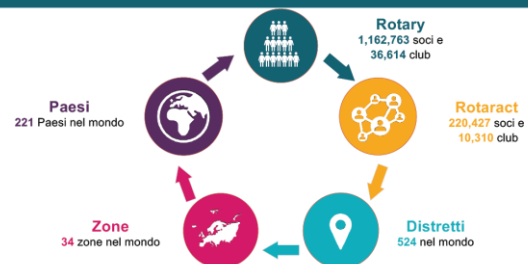 Rotary
1,162,763 soci e
36,614 club
Rotaract
220,427 soci e
10,310 club
Distretti
524 nel mondo
Zone
34 zone nel mondo
Paesi
221 Paesi nel mondo